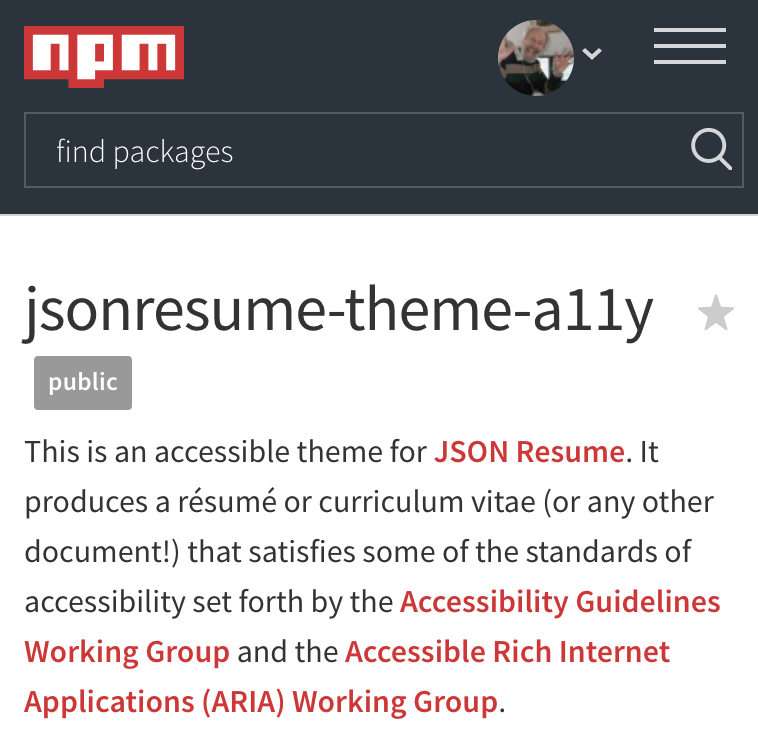 npm
find packages
jsonresume-theme-a11y
public
This is an accessible theme for JSON Resume. It
produces a résumé or curriculum vitae (or any other
document!) that satisfies some of the standards of
accessibility set forth by the Accessibility Guidelines
Working Group and the Accessible Rich Internet
Applications (ARIA) Working Group.